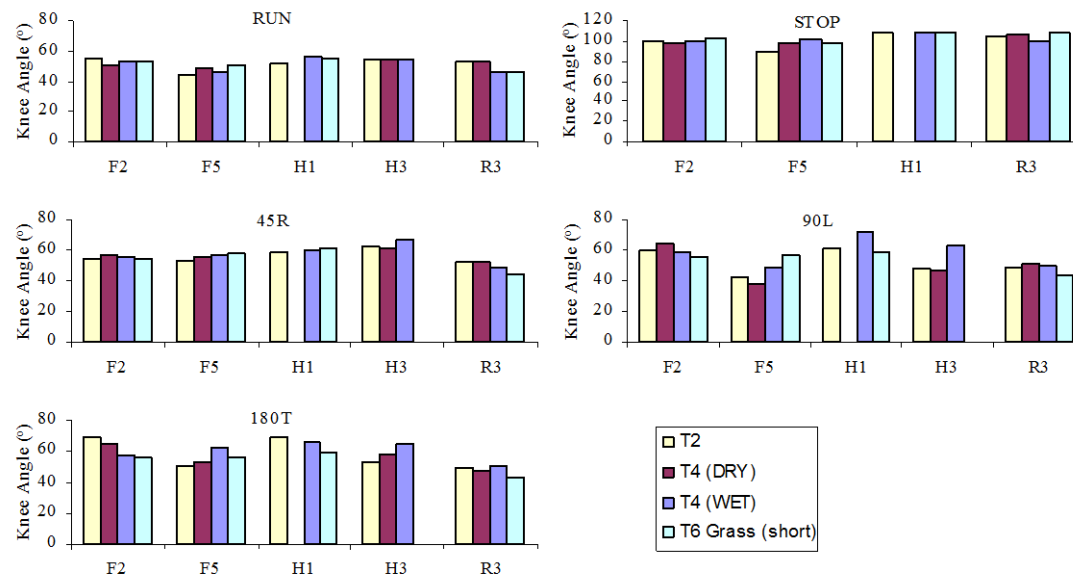 RUN
Knee Angle (º)
80
60
40
20
0
F2 F5 H1 H3 R3
STOP
Knee Angle (º)
120
100
80
60
40
20
0
F2 F5 H1 H3 R3
45R
Knee Angle (º)
80
60
40
20
0
F2 F5 H1 H3 R3
90L
Knee Angle (º)
80
60
40
20
0
F2 F5 H1 H3 R3
180T
Knee Angle (º)
80
60
40
20
0
F2 F5 H1 H3 R3
T2
T4 (DRY)
T4 (WET)
T6 Grass (short)